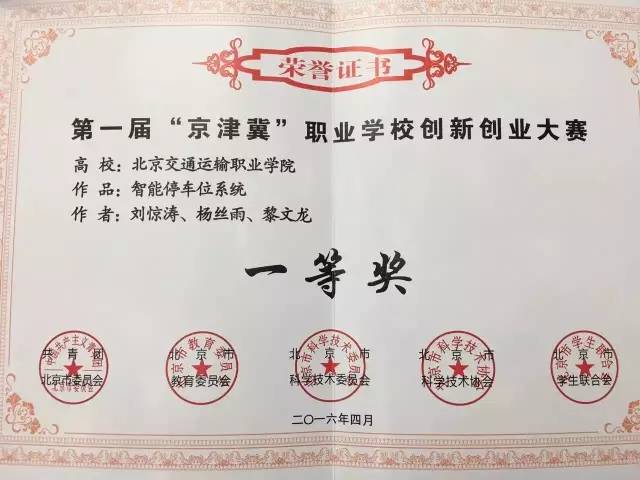 荣誉证书
第一届“京津冀”职业学校创新创业大赛
高 校：北京交通运输职业学院
作 品：智能停车位系统
作 者：刘惊涛、杨丝雨、黎文龙
一等奖
共青团 北京市 北京市 北京市 北京市
北京市委员会 教育委员会 科学技术委员会 科学技术协会 学生联合会
二〇一六年四月